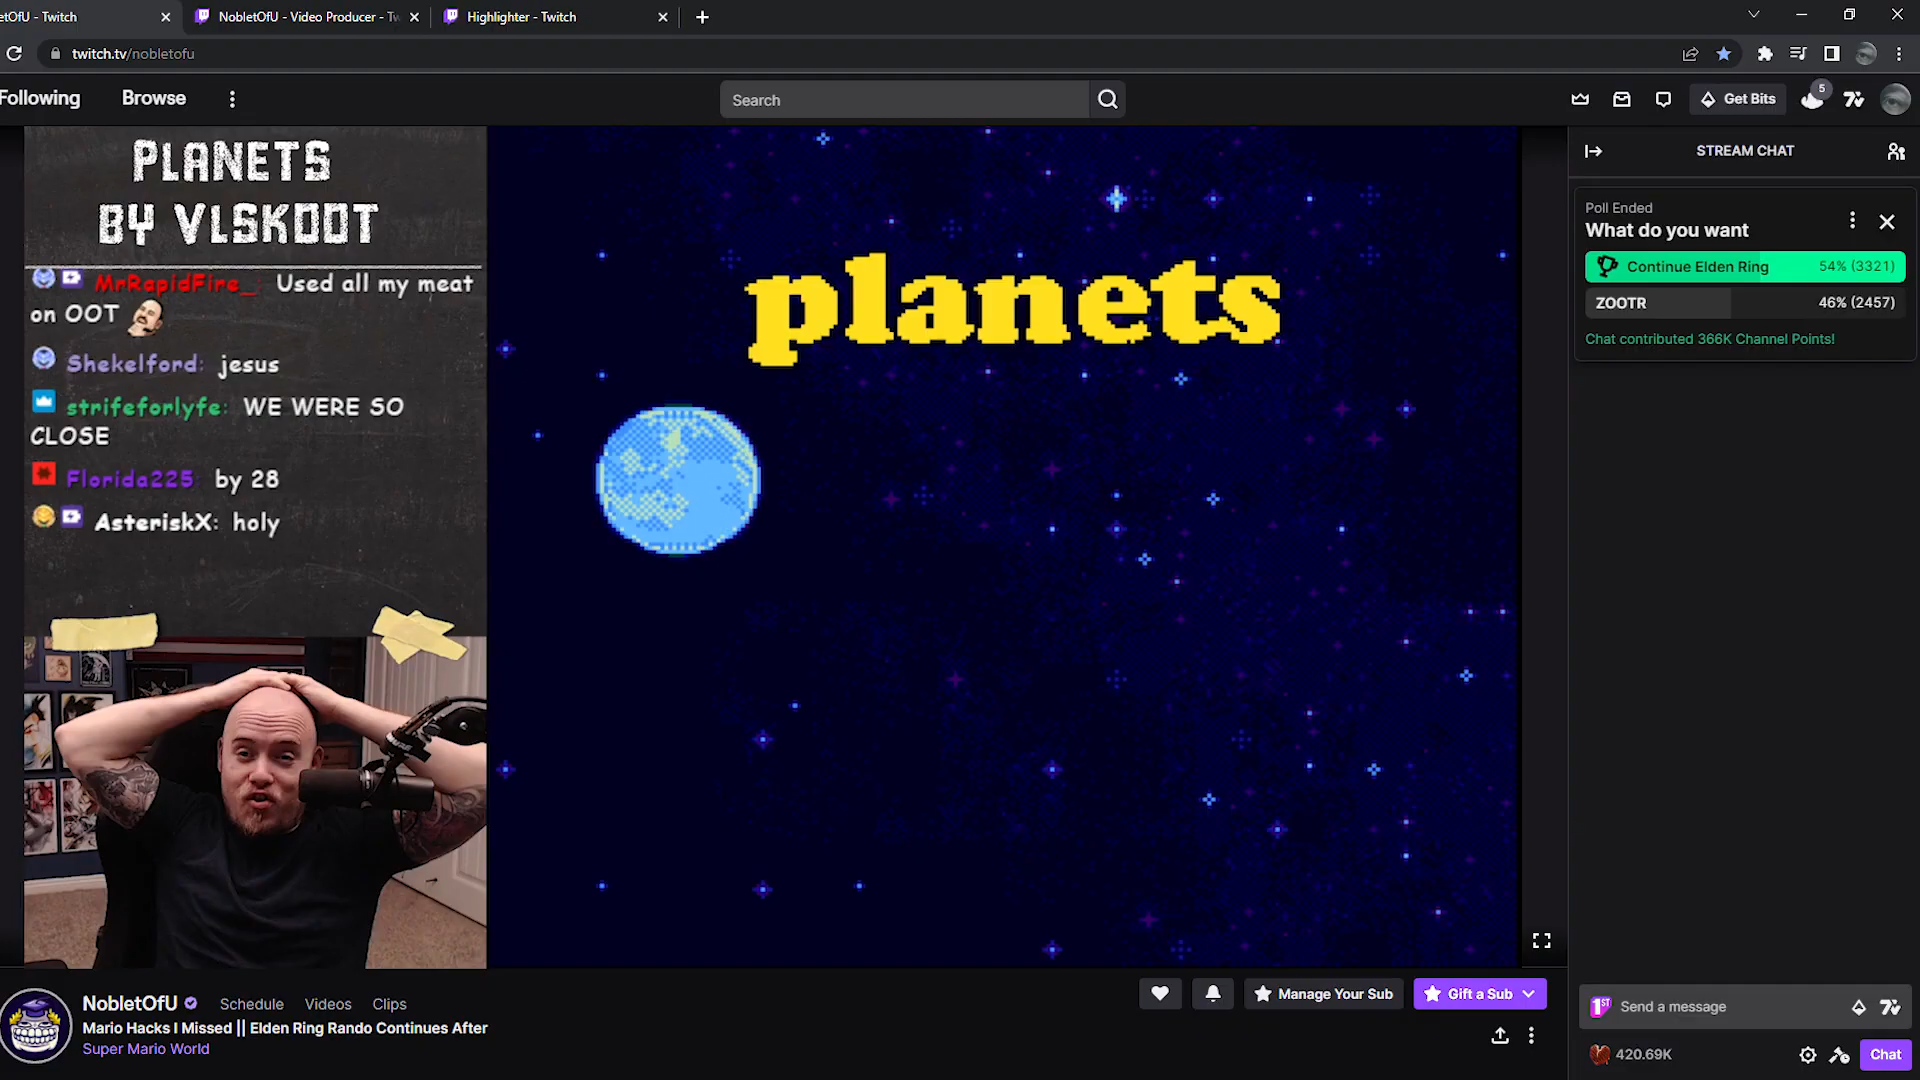 etOfU - Twitch
NobletOfU - Video Producer - Tw
Highlighter - Twitch
twitch.tv/nobletofu
Following
Browse
Search
5
Get Bits
PLANETS
BY VLSKOOT
MrRapidFire_: Used all my meat
on OOT
Shekelford: jesus
strifeforlyfe: WE WERE SO
CLOSE
Florida225: by 28
AsteriskX: holy
planets
STREAM CHAT
Poll Ended
What do you want
Continue Elden Ring 54% (3321)
ZOOTR 46% (2457)
Chat contributed 366K Channel Points!
NobletOfU
Schedule
Videos
Clips
Manage Your Sub
Gift a Sub
Mario Hacks I Missed || Elden Ring Rando Continues After
Super Mario World
1ST
Send a message
420.69K
Chat